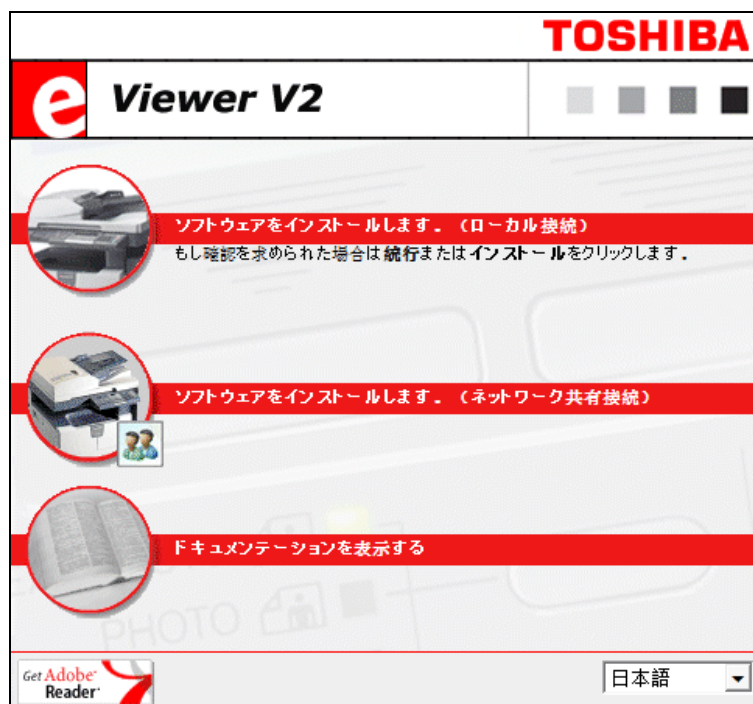 TOSHIBA
e Viewer V2
ソフトウェアをインストールします．（ローカル接続）
もし確認を求められた場合は続行またはインストールをクリックします．
ソフトウェアをインストールします．（ネットワーク共有接続）
ドキュメンテーションを表示する
PHOTO
Get Adobe
Reader
日本語